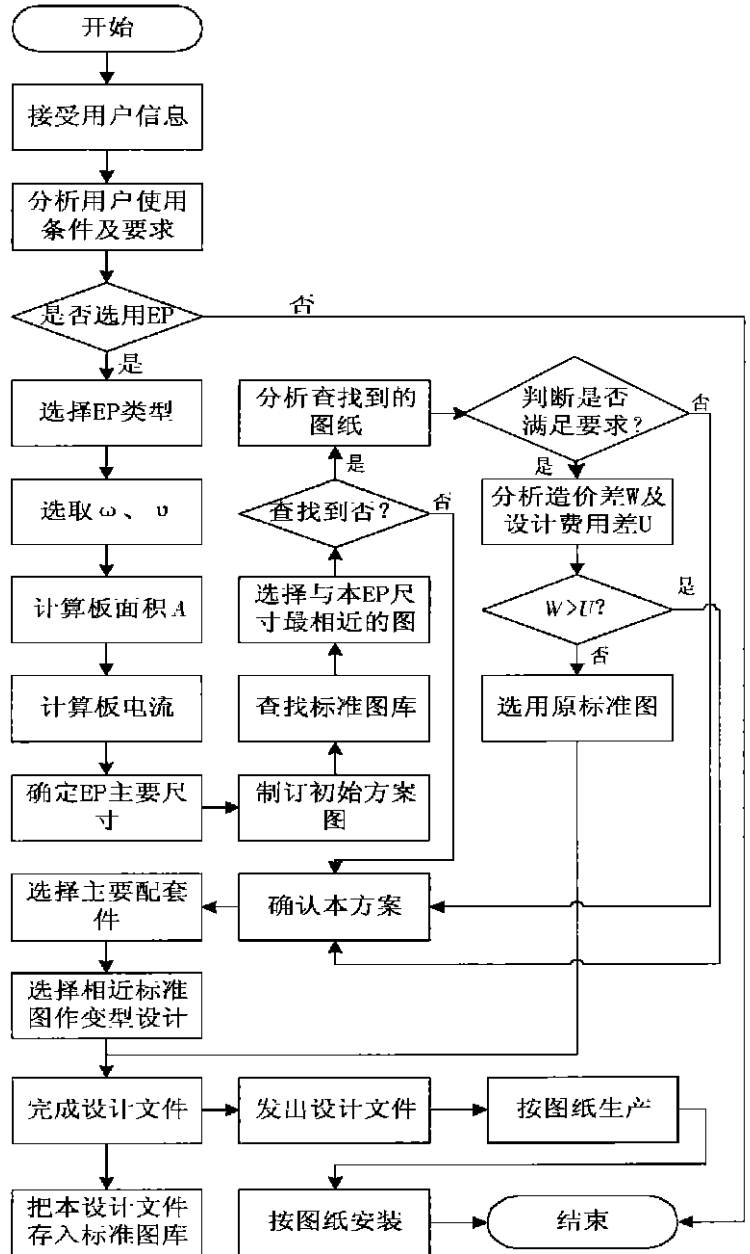 开始
接受用户信息
分析用户使用
条件及要求
是否选用EP
否
是
选择EP类型
选取ω、υ
计算板面积A
计算板电流
确定EP主要尺
寸
制订初始方案
图
查找标准图库
选择与本EP尺
寸最相近的图
查找到否？
否
是
分析查找到的
图纸
判断是否
满足要求？
否
是
分析造价差W及
设计费用差U
W>U?
是
否
选用原标准图
确认本方案
选择主要配套
件
选择相近标准
图作变型设计
完成设计文件
发出设计文件
按图纸生产
把本设计文件
存入标准图库
按图纸安装
结束